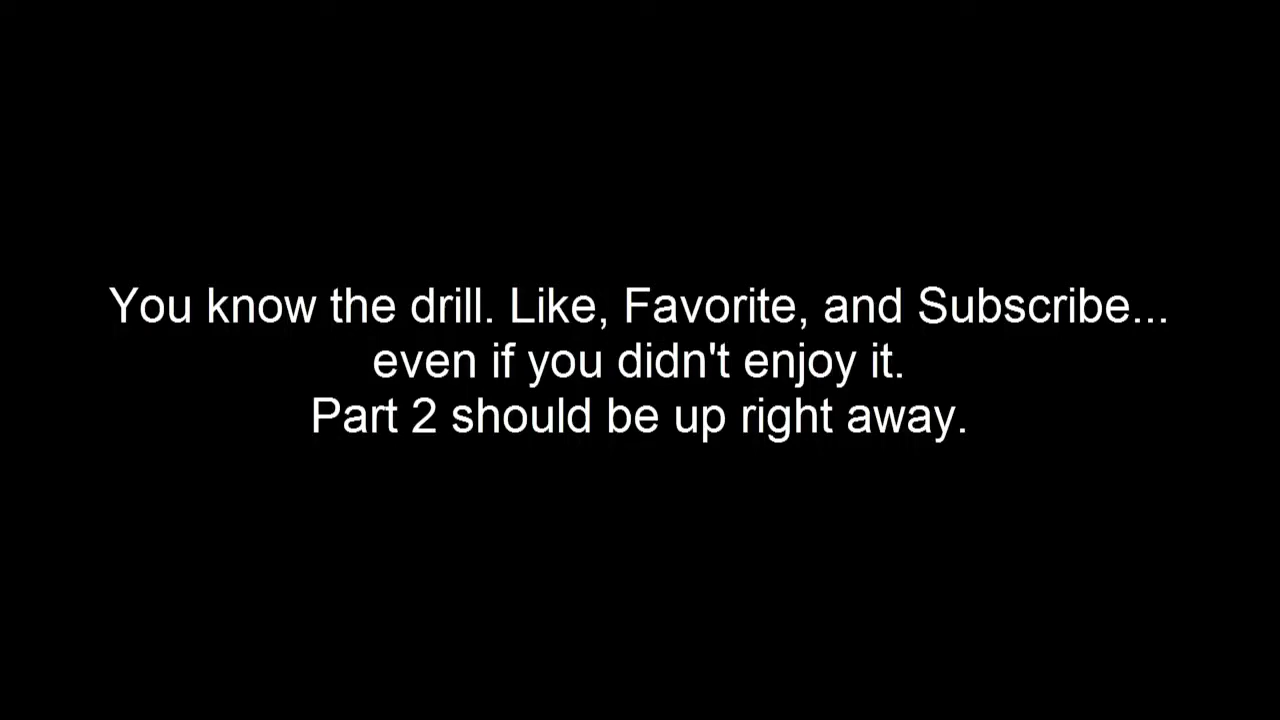 You know the drill. Like, Favorite, and Subscribe...
even if you didn't enjoy it.
Part 2 should be up right away.